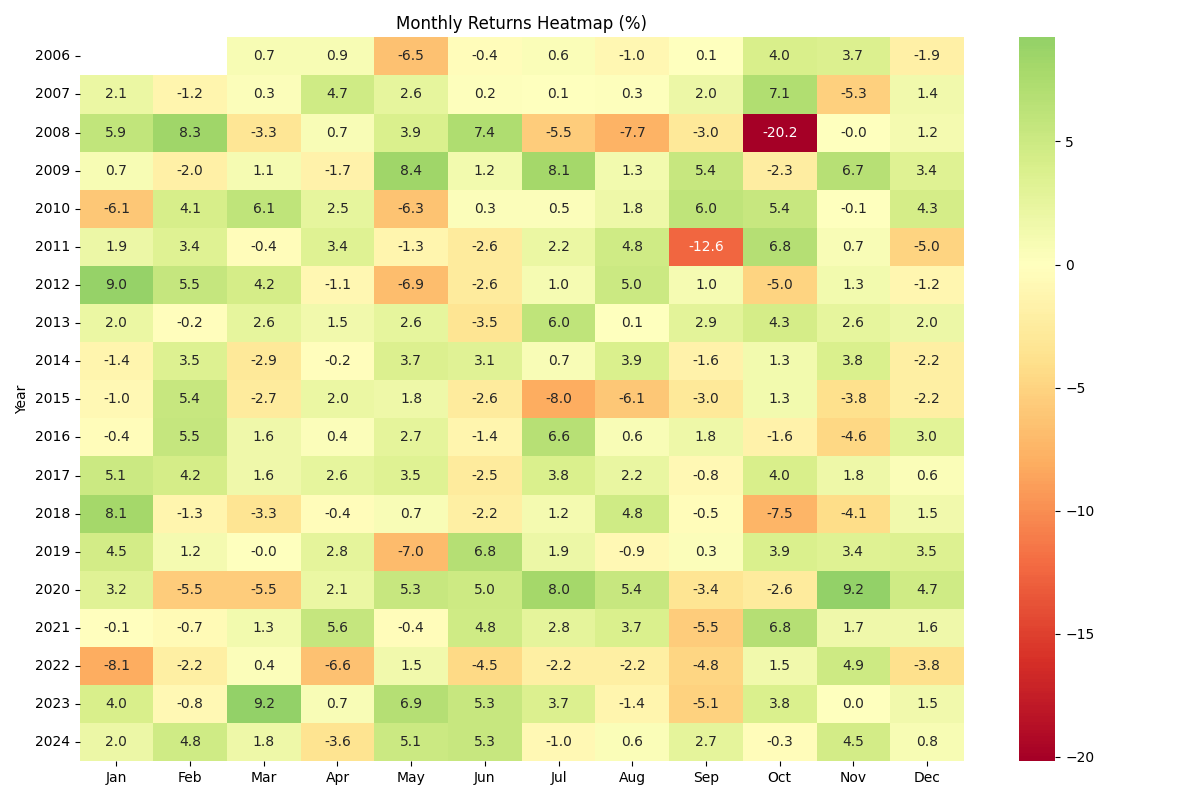 Monthly Returns Heatmap (%)
2006 0.7 0.9 -6.5 -0.4 0.6 -1.0 0.1 4.0 3.7 -1.9
2007 2.1 -1.2 0.3 4.7 2.6 0.2 0.1 0.3 2.0 7.1 -5.3 1.4
2008 5.9 8.3 -3.3 0.7 3.9 7.4 -5.5 -7.7 -3.0 -20.2 -0.0 1.2
2009 0.7 -2.0 1.1 -1.7 8.4 1.2 8.1 1.3 5.4 -2.3 6.7 3.4
2010 -6.1 4.1 6.1 2.5 -6.3 0.3 0.5 1.8 6.0 5.4 -0.1 4.3
2011 1.9 3.4 -0.4 3.4 -1.3 -2.6 2.2 4.8 -12.6 6.8 0.7 -5.0
2012 9.0 5.5 4.2 -1.1 -6.9 -2.6 1.0 5.0 1.0 -5.0 1.3 -1.2
2013 2.0 -0.2 2.6 1.5 2.6 -3.5 6.0 0.1 2.9 4.3 2.6 2.0
2014 -1.4 3.5 -2.9 -0.2 3.7 3.1 0.7 3.9 -1.6 1.3 3.8 -2.2
2015 -1.0 5.4 -2.7 2.0 1.8 -2.6 -8.0 -6.1 -3.0 1.3 -3.8 -2.2
2016 -0.4 5.5 1.6 0.4 2.7 -1.4 6.6 0.6 1.8 -1.6 -4.6 3.0
2017 5.1 4.2 1.6 2.6 3.5 -2.5 3.8 2.2 -0.8 4.0 1.8 0.6
2018 8.1 -1.3 -3.3 -0.4 0.7 -2.2 1.2 4.8 -0.5 -7.5 -4.1 1.5
2019 4.5 1.2 -0.0 2.8 -7.0 6.8 1.9 -0.9 0.3 3.9 3.4 3.5
2020 3.2 -5.5 -5.5 2.1 5.3 5.0 8.0 5.4 -3.4 -2.6 9.2 4.7
2021 -0.1 -0.7 1.3 5.6 -0.4 4.8 2.8 3.7 -5.5 6.8 1.7 1.6
2022 -8.1 -2.2 0.4 -6.6 1.5 -4.5 -2.2 -2.2 -4.8 1.5 4.9 -3.8
2023 4.0 -0.8 9.2 0.7 6.9 5.3 3.7 -1.4 -5.1 3.8 0.0 1.5
2024 2.0 4.8 1.8 -3.6 5.1 5.3 -1.0 0.6 2.7 -0.3 4.5 0.8
Jan Feb Mar Apr May Jun Jul Aug Sep Oct Nov Dec
Year
5
0
−5
−10
−15
−20